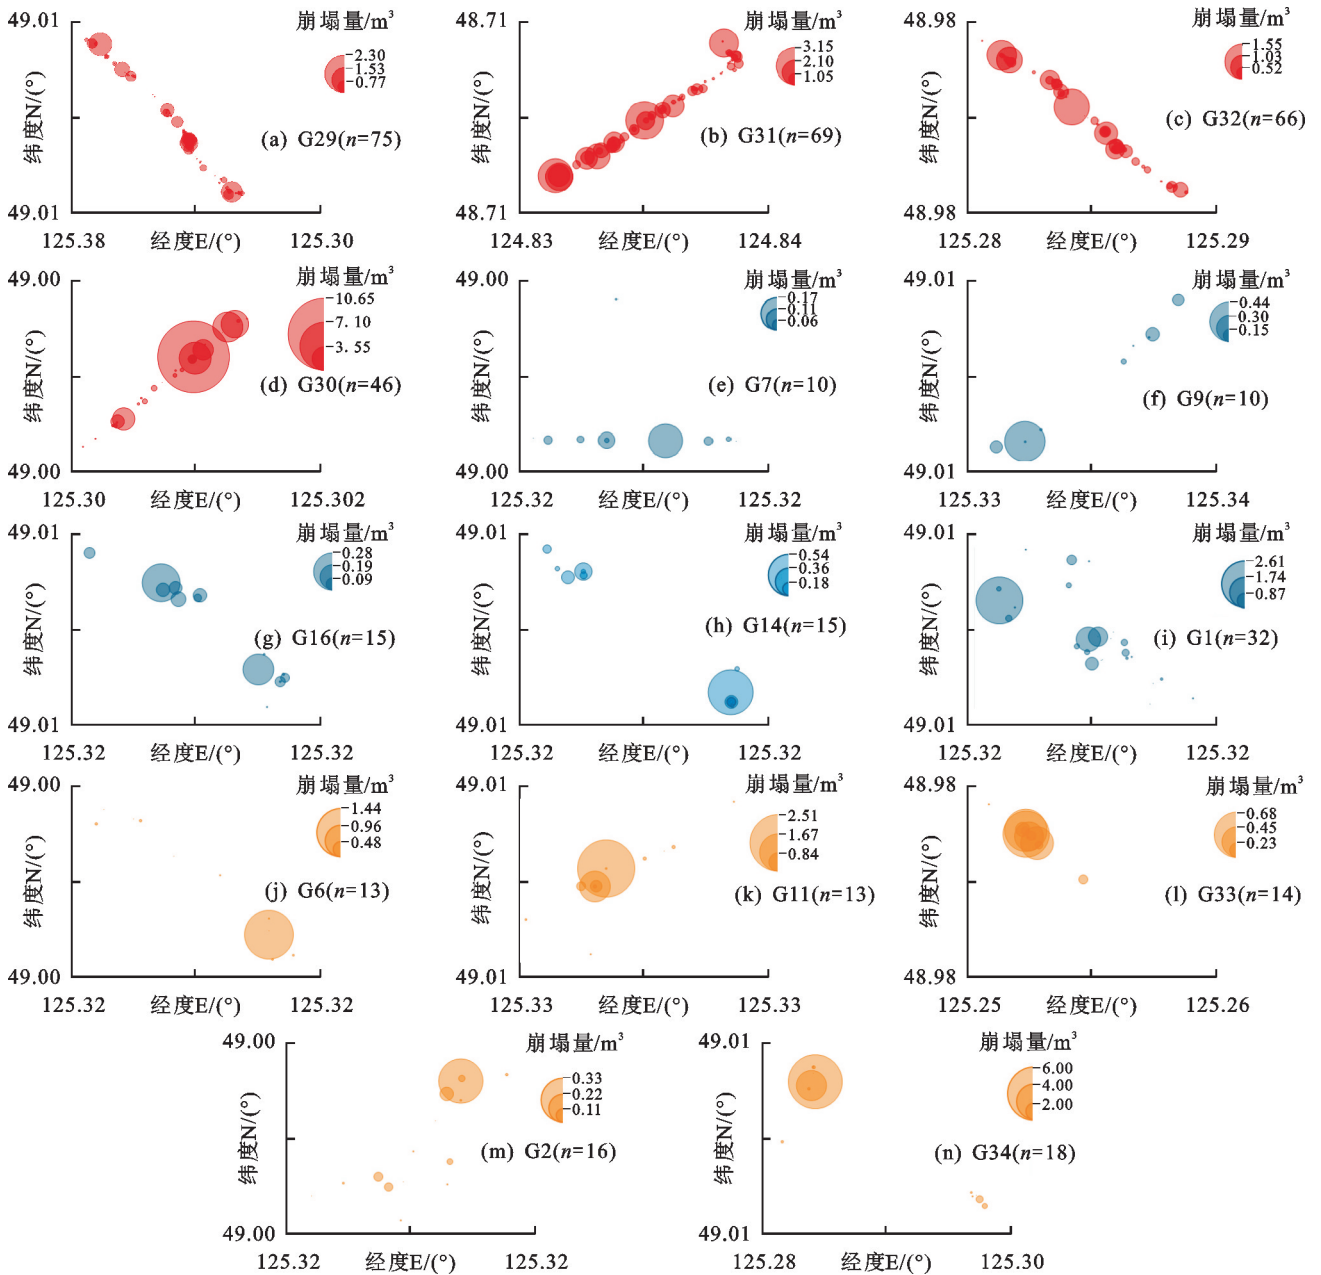 49.01
崩塌量/m³
2.30
1.53
0.77
(a) G29(n=75)
纬度N/(°)
49.01
125.38
经度E/(°)
125.30
48.71
崩塌量/m³
3.15
2.10
1.05
(b) G31(n=69)
纬度N/(°)
48.71
124.83
经度E/(°)
124.84
48.98
崩塌量/m³
1.55
1.03
0.52
(c) G32(n=66)
纬度N/(°)
48.98
125.28
经度E/(°)
125.29
49.00
崩塌量/m³
10.65
7.10
3.55
(d) G30(n=46)
纬度N/(°)
49.00
125.30
经度E/(°)
125.302
49.00
崩塌量/m³
0.17
0.11
0.06
(e) G7(n=10)
纬度N/(°)
49.00
125.32
经度E/(°)
125.32
49.01
崩塌量/m³
0.44
0.30
0.15
(f) G9(n=10)
纬度N/(°)
49.01
125.33
经度E/(°)
125.34
49.01
崩塌量/m³
0.28
0.19
0.09
(g) G16(n=15)
纬度N/(°)
49.01
125.32
经度E/(°)
125.32
49.01
崩塌量/m³
0.54
0.36
0.18
(h) G14(n=15)
纬度N/(°)
49.01
125.32
经度E/(°)
125.32
49.01
崩塌量/m³
2.61
1.74
0.87
(i) G1(n=32)
纬度N/(°)
49.01
125.32
经度E/(°)
125.32
49.00
崩塌量/m³
1.44
0.96
0.48
(j) G6(n=13)
纬度N/(°)
49.00
125.32
经度E/(°)
125.32
49.01
崩塌量/m³
2.51
1.67
0.84
(k) G11(n=13)
纬度N/(°)
49.01
125.33
经度E/(°)
125.33
48.98
崩塌量/m³
0.68
0.45
0.23
(l) G33(n=14)
纬度N/(°)
48.98
125.25
经度E/(°)
125.26
49.00
崩塌量/m³
0.33
0.22
0.11
(m) G2(n=16)
纬度N/(°)
49.00
125.32
经度E/(°)
125.32
49.01
崩塌量/m³
6.00
4.00
2.00
(n) G34(n=18)
纬度N/(°)
49.01
125.28
经度E/(°)
125.30